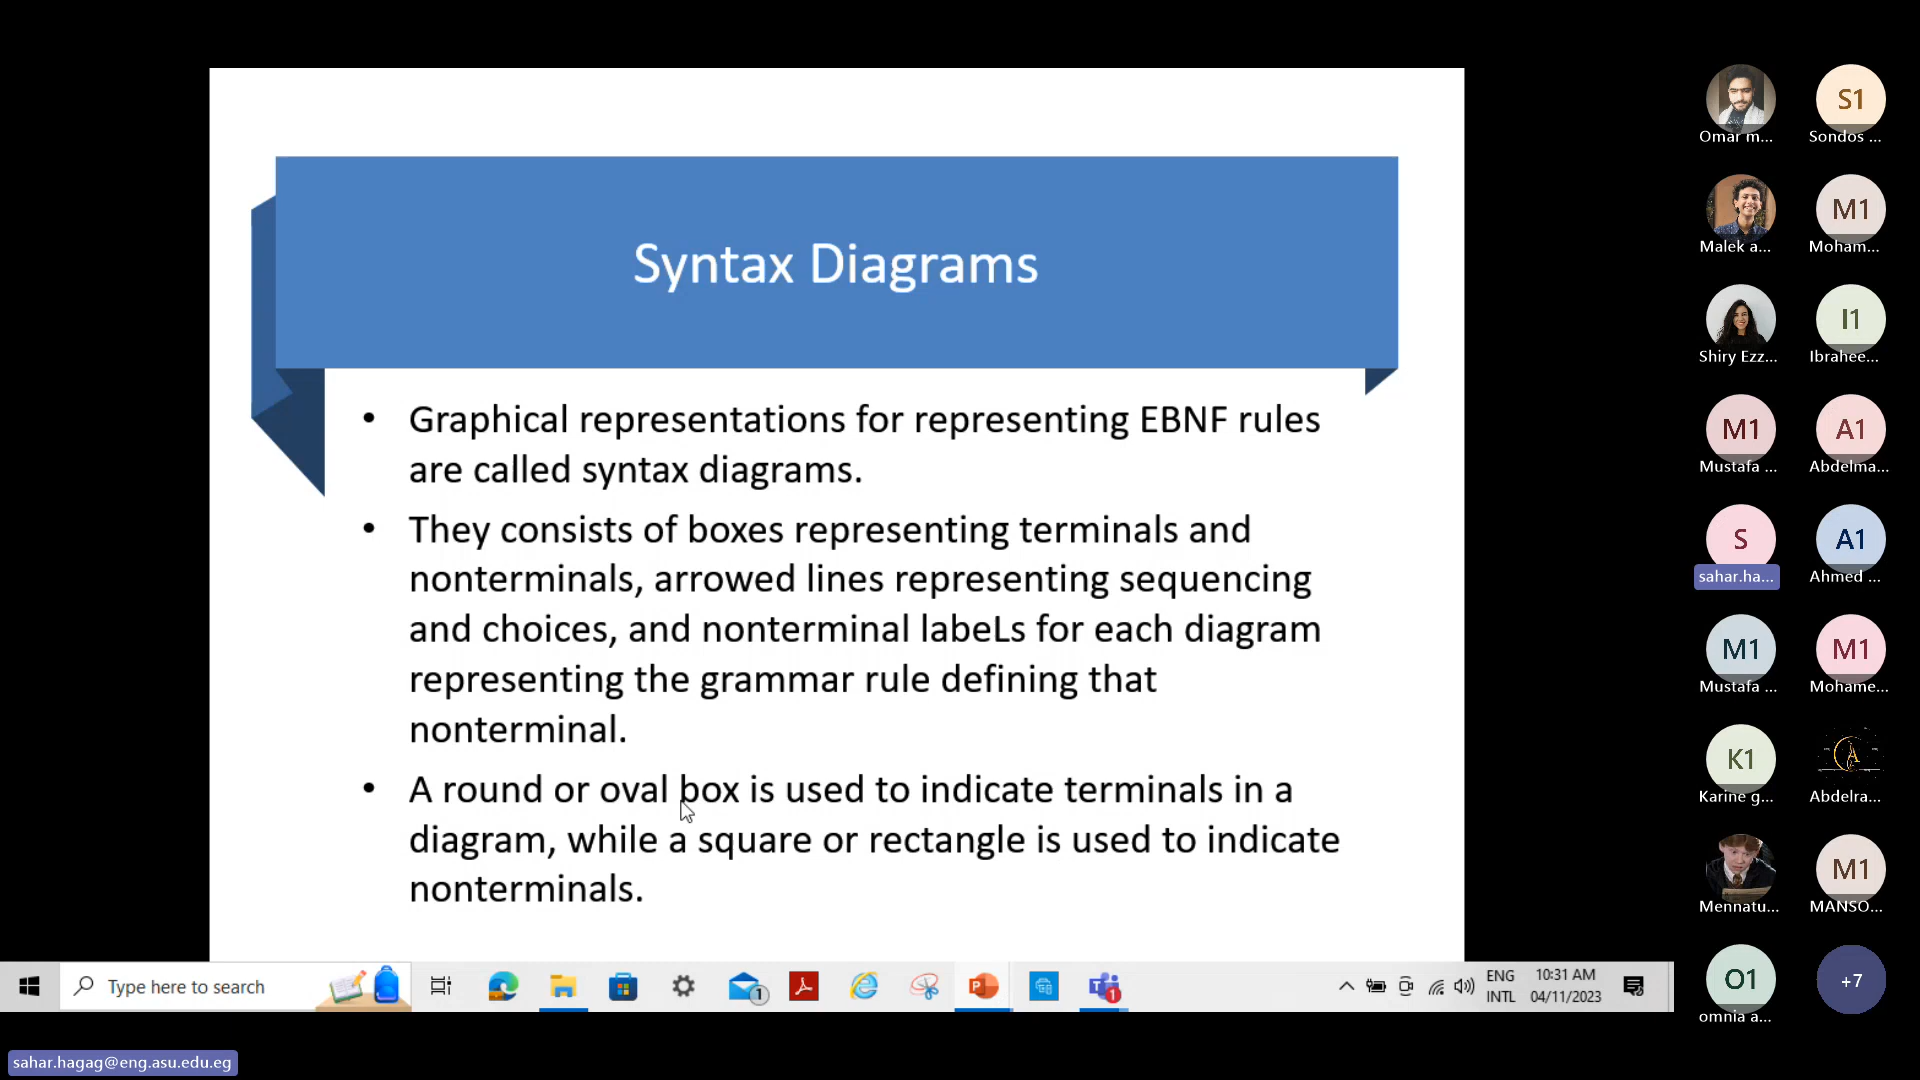 Syntax Diagrams
• Graphical representations for representing EBNF rules
are called syntax diagrams.
• They consists of boxes representing terminals and
nonterminals, arrowed lines representing sequencing
and choices, and nonterminal labeLs for each diagram
representing the grammar rule defining that
nonterminal.
• A round or oval box is used to indicate terminals in a
diagram, while a square or rectangle is used to indicate
nonterminals.
S1
Omar m...
Sondos ...
M1
Malek a...
Moham...
I1
Shiry Ezz...
Ibrahee...
M1
A1
Mustafa ...
Abdelma...
S
A1
sahar.ha...
Ahmed ...
M1
M1
Mustafa ...
Mohame...
K1
Karine g...
Abdelra...
M1
Mennatu...
MANSO...
O1
+7
omnia a...
Type here to search
1
1
ENG
INTL
10:31 AM
04/11/2023
sahar.hagag@eng.asu.edu.eg